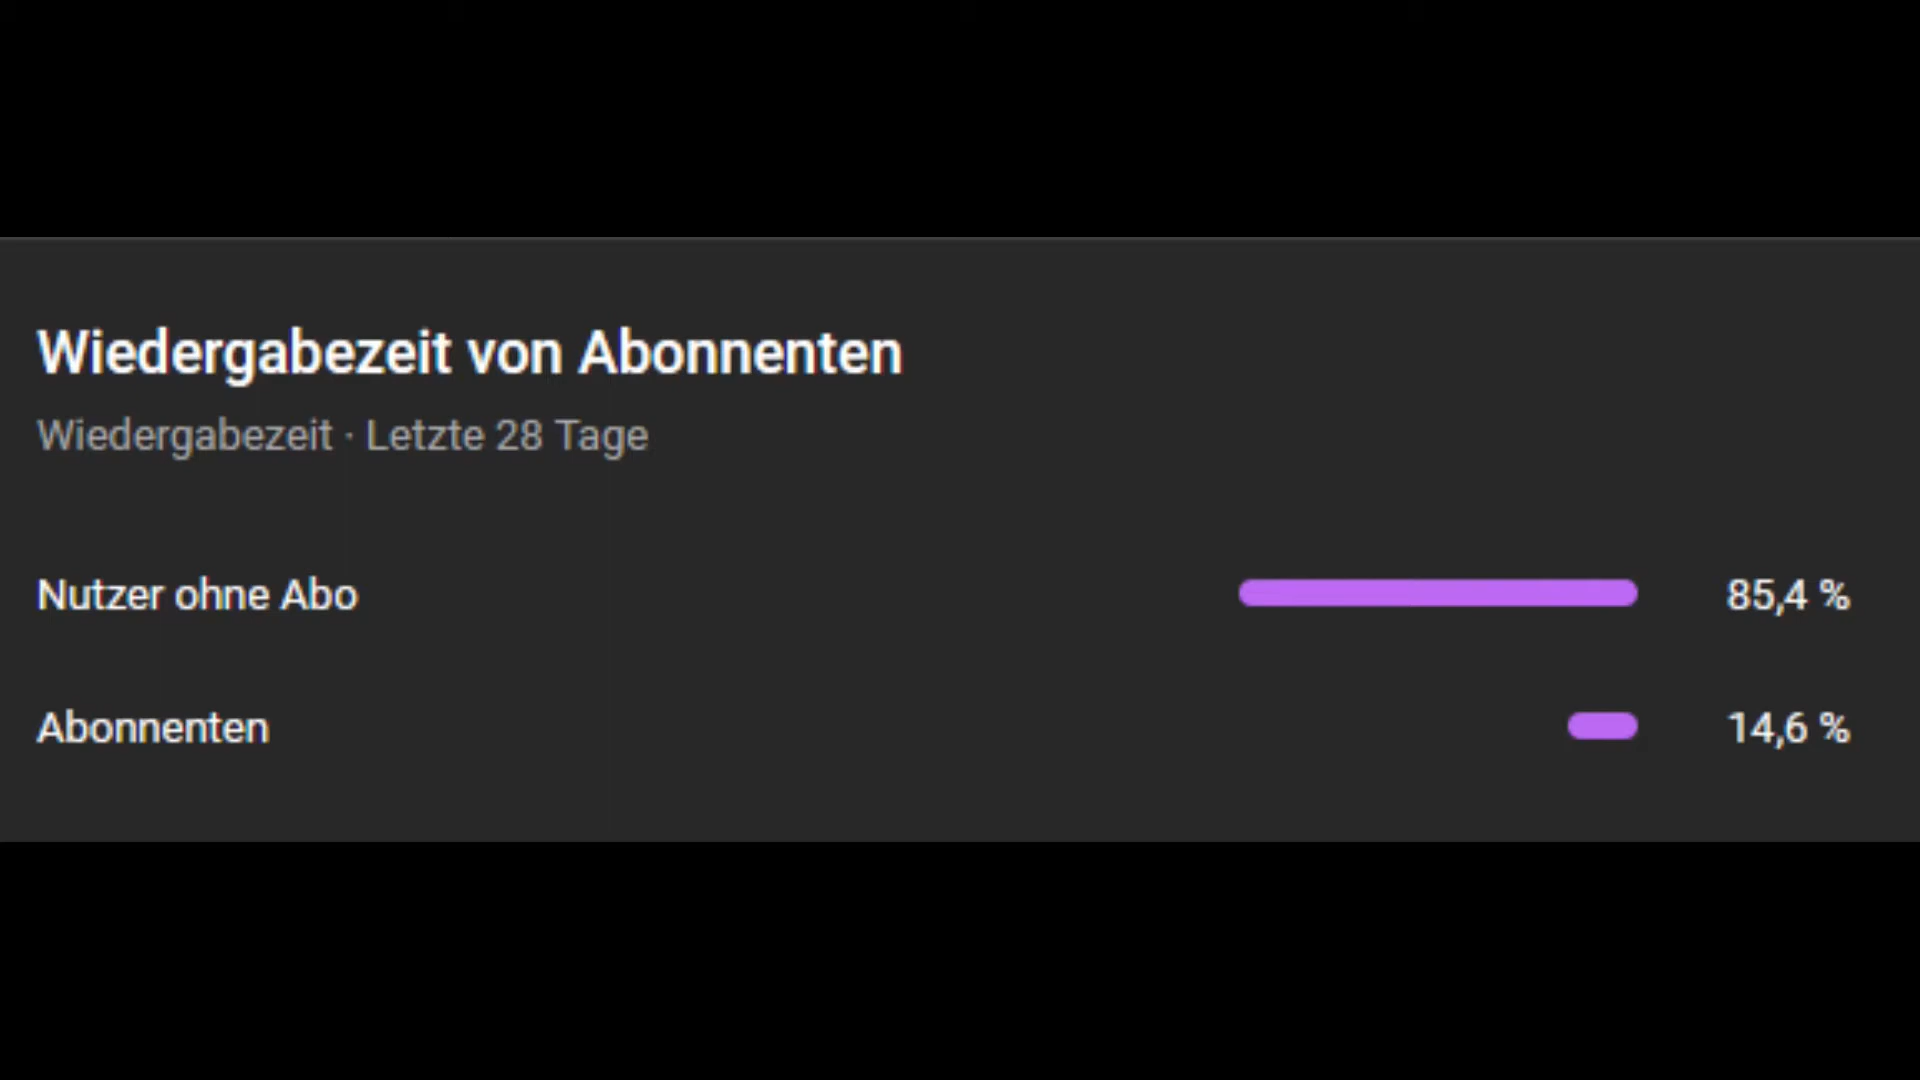 Wiedergabezeit von Abonnenten
Wiedergabezeit · Letzte 28 Tage
Nutzer ohne Abo 85,4 %
Abonnenten 14,6 %